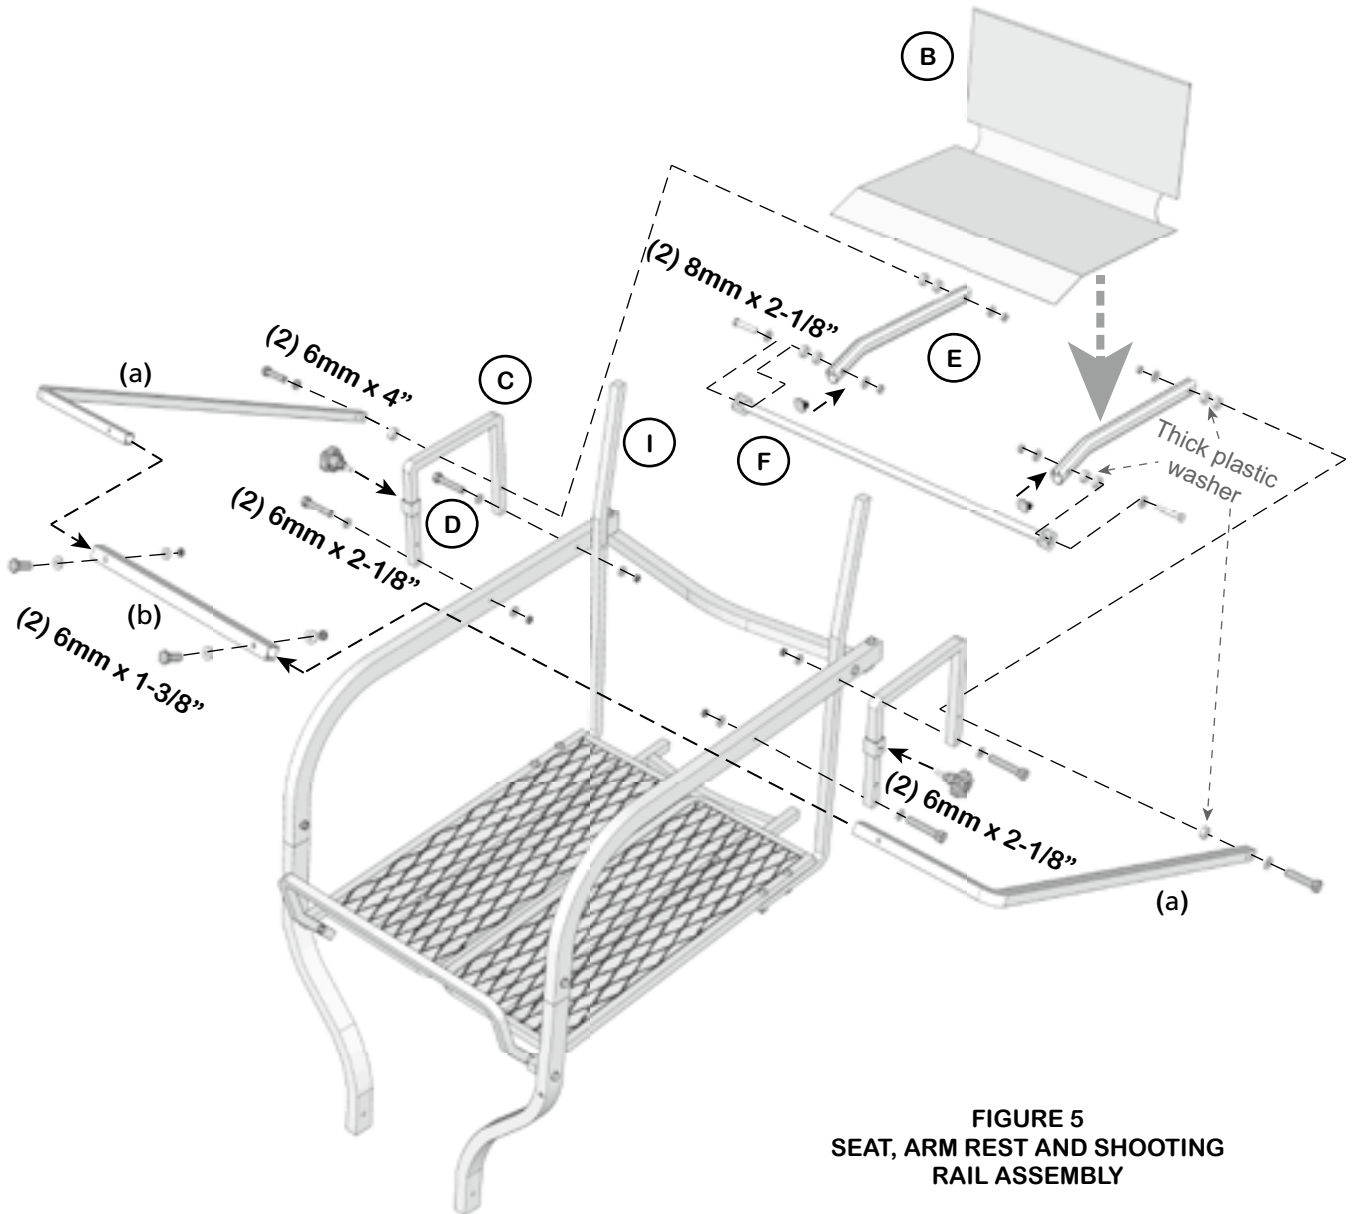 B
(2) 8mm x 2-1/8”
E
(2) 6mm x 4”
(a)
C
I
F
Thick plastic
washer
D
(2) 6mm x 2-1/8”
(b)
(2) 6mm x 1-3/8”
(2) 6mm x 2-1/8”
(a)
FIGURE 5
SEAT, ARM REST AND SHOOTING
RAIL ASSEMBLY